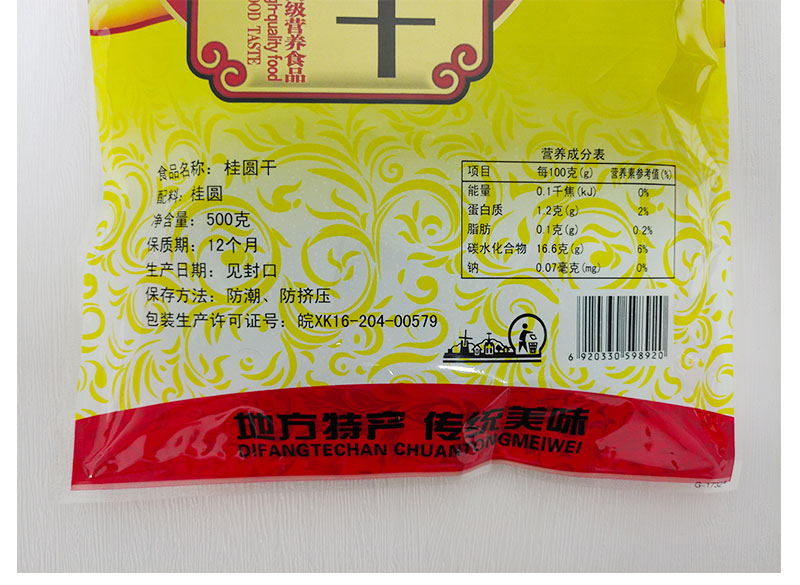 级营养食品
gh-quality food
OOD TASTE
干
食品名称：桂圆干
配料：桂圆
净含量：500克
保质期：12个月
生产日期：见封口
保存方法：防潮、防挤压
包装生产许可证号：皖XK16-204-00579
营养成分表
项目 每100克(g) 营养素参考值(%)
能量 0.1千焦(kJ) 0%
蛋白质 1.2克(g) 2%
脂肪 0.1克(g) 0.2%
碳水化合物 16.6克(g) 6%
钠 0.07毫克(mg) 0%
6 920330 598920
地方特产 传统美味
DIFANGTECHAN CHUANTONGMEIWEI